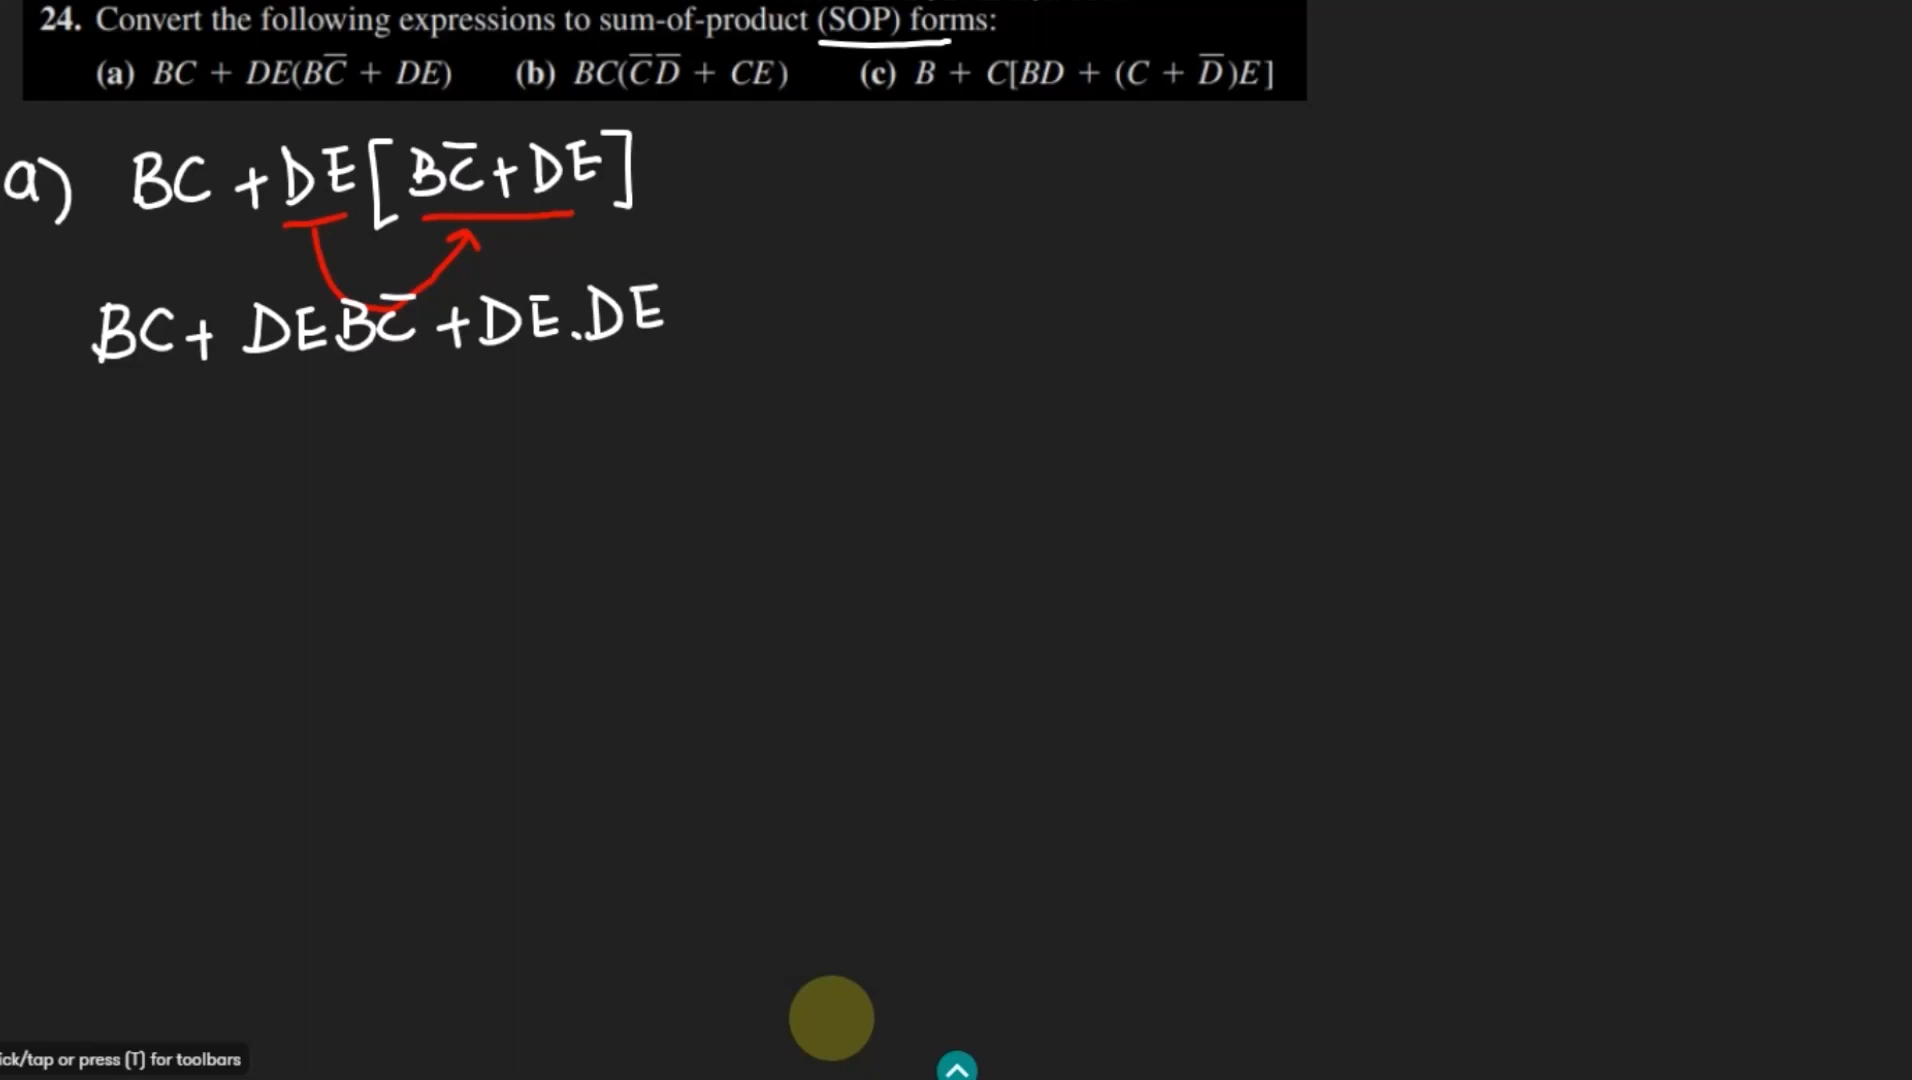 24. Convert the following expressions to sum-of-product (SOP) forms:
(a) BC + DE(BC̅ + DE) (b) BC(C̅D̅ + CE) (c) B + C[BD + (C + D̅)E]
a) BC + DE[BC̅ + DE]
BC + DEBC̅ + DE.DE
ick/tap or press (T) for toolbars